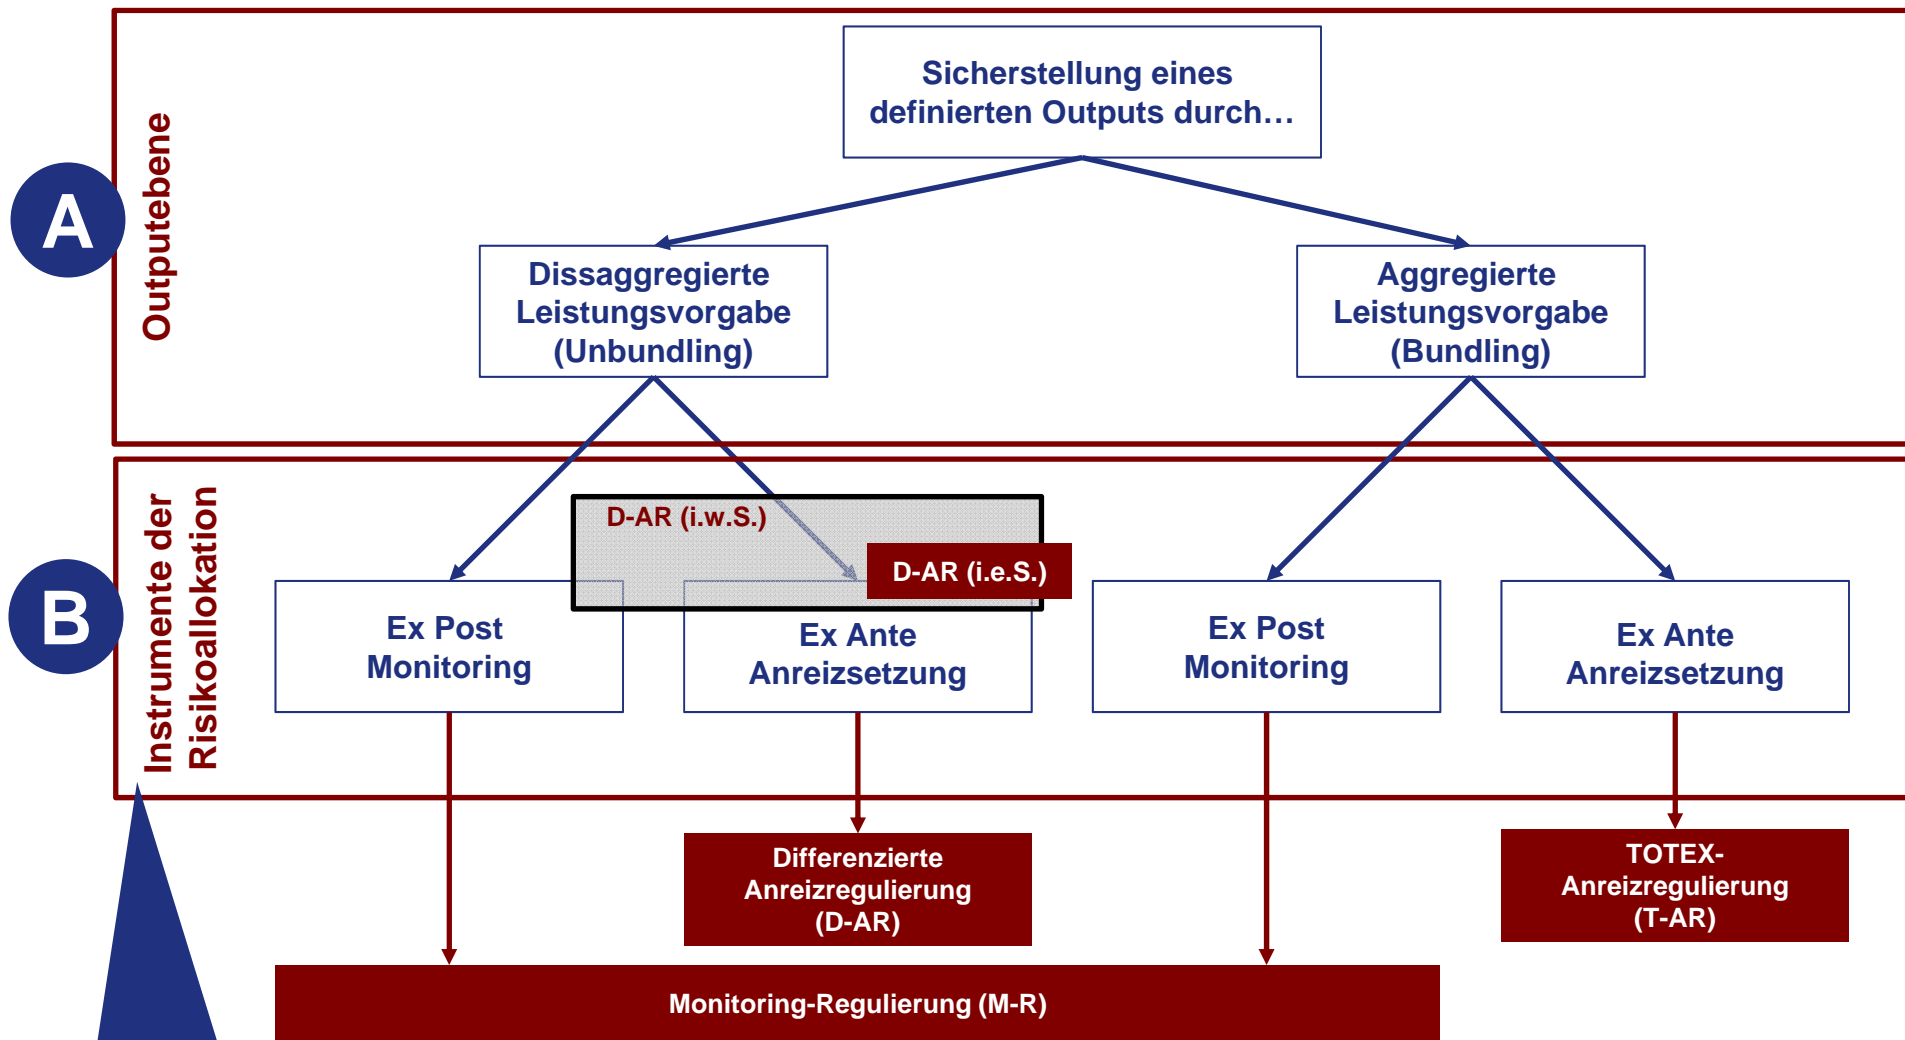 Sicherstellung eines
definierten Outputs durch…
A
Outputebene
Dissaggregierte
Leistungsvorgabe
(Unbundling)
Aggregierte
Leistungsvorgabe
(Bundling)
B
Instrumente der
Risikoallokation
D-AR (i.w.S.)
D-AR (i.e.S.)
Ex Post
Monitoring
Ex Ante
Anreizsetzung
Ex Post
Monitoring
Ex Ante
Anreizsetzung
Differenzierte
Anreizregulierung
(D-AR)
TOTEX-
Anreizregulierung
(T-AR)
Monitoring-Regulierung (M-R)